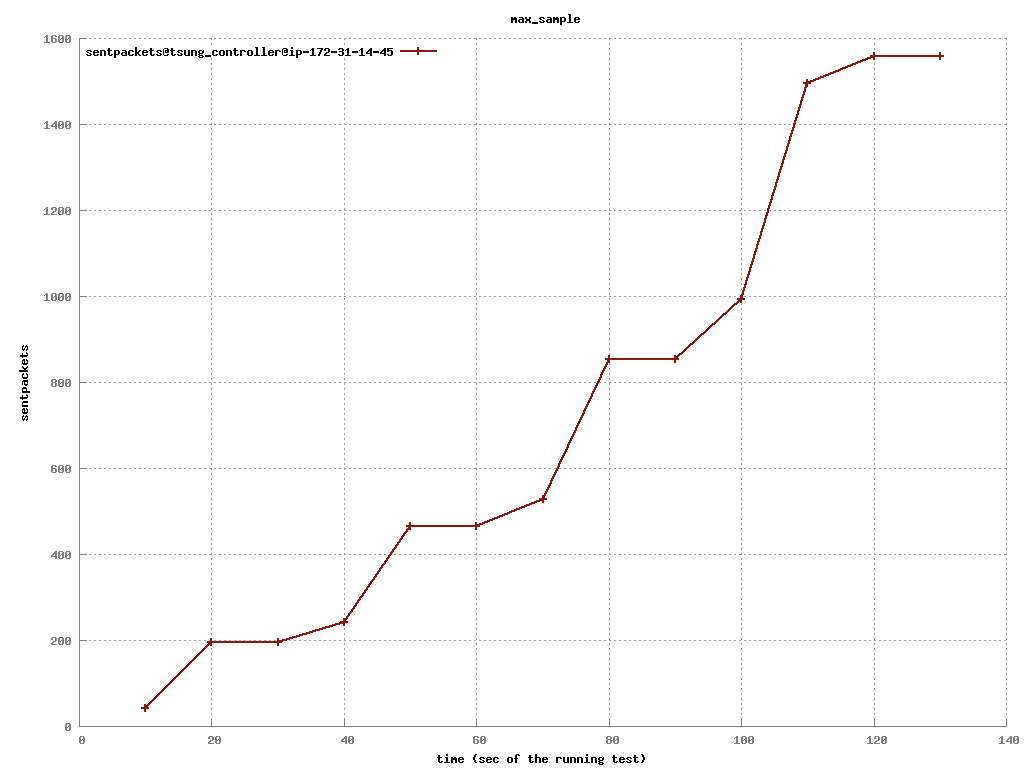 max_sample
sentpackets@tsung_controller@ip-172-31-14-45
1600
1400
1200
1000
800
600
400
200
0
sentpackets
0 20 40 60 80 100 120 140
time (sec of the running test)